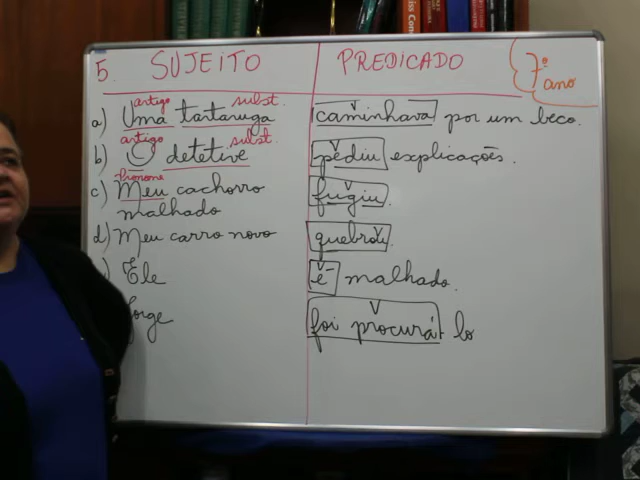 5. SUJEITO PREDICADO 7º ano
artigo subst.
a) Uma tartaruga caminhava por um beco.
artigo subst.
b) O detetive pediu explicações.
Pronome
c) Meu cachorro fugiu.
malhado
d) Meu carro novo quebrou.
) Ele é malhado.
Jorge foi procurá-lo